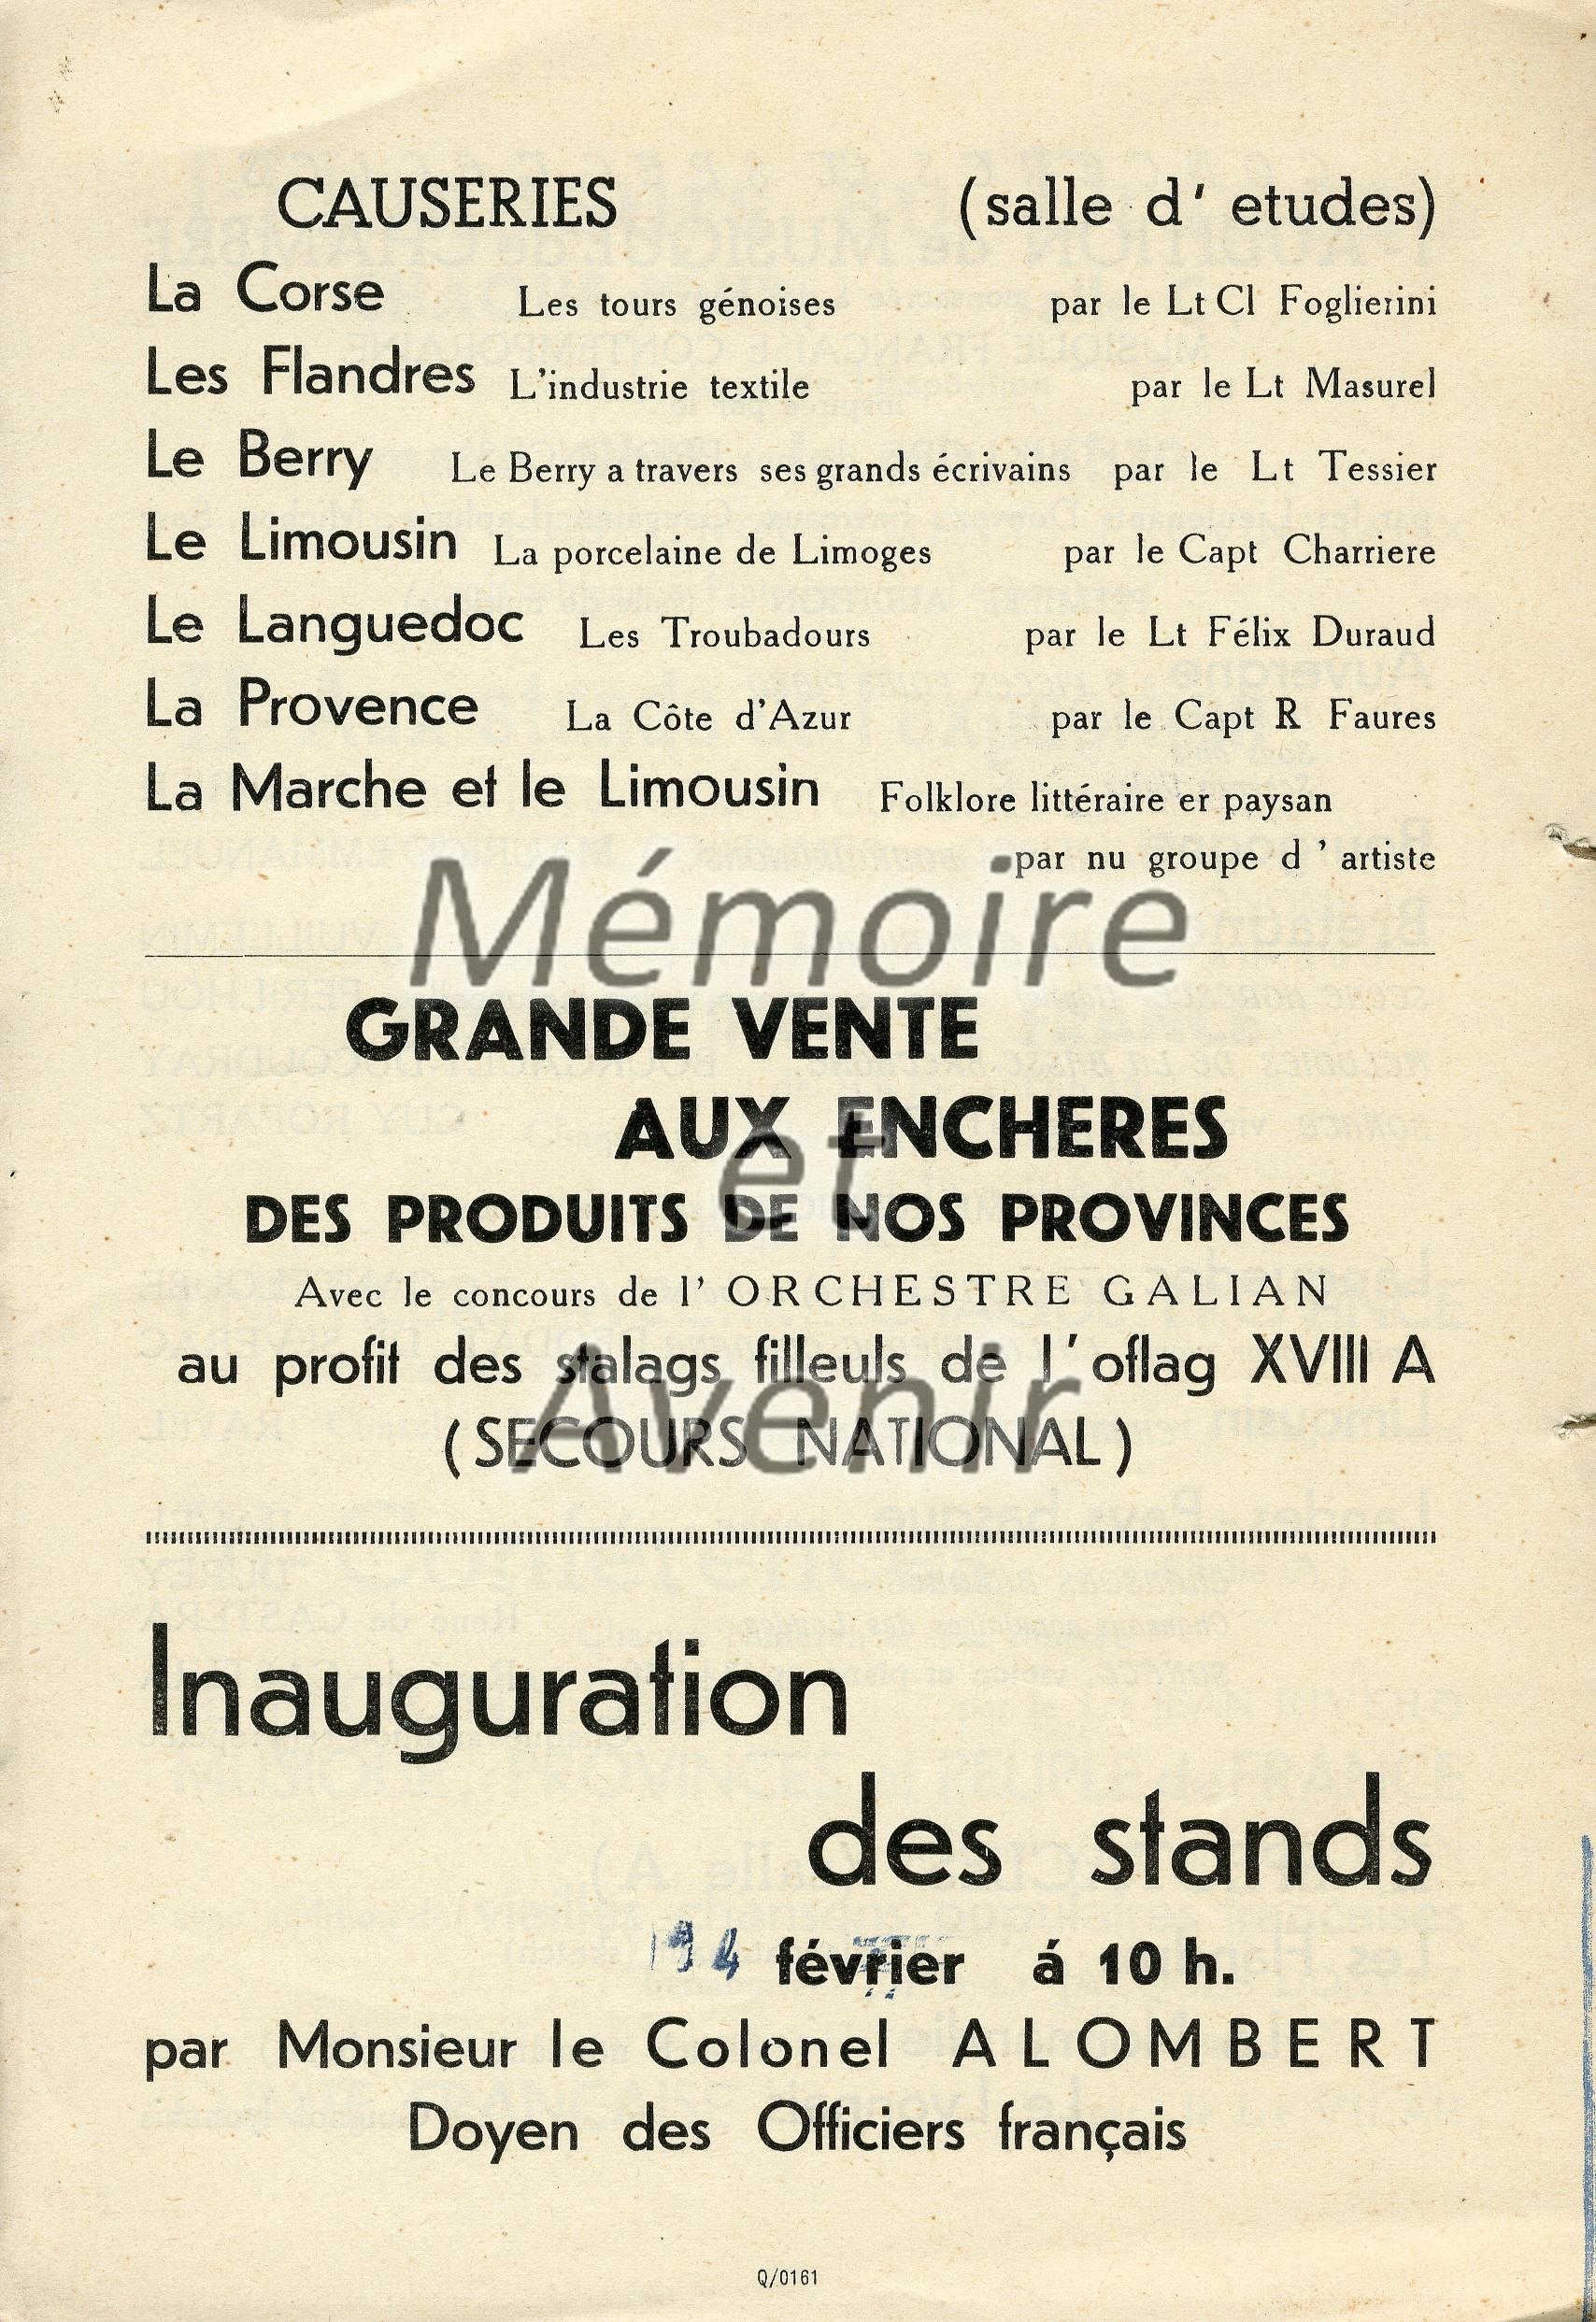 CAUSERIES (salle d' etudes)
La Corse Les tours génoises par le Lt Cl Foglierini
Les Flandres L'industrie textile par le Lt Masurel
Le Berry Le Berry a travers ses grands écrivains par le Lt Tessier
Le Limousin La porcelaine de Limoges par le Capt Charriere
Le Languedoc Les Troubadours par le Lt Félix Duraud
La Provence La Côte d'Azur par le Capt R Faures
La Marche et le Limousin Folklore littéraire er paysan
par nu groupe d ' artiste
Mémoire
GRANDE VENTE
AUX ENCHERES
et
DES PRODUITS DE NOS PROVINCES
Avec le concours de l' ORCHESTRE GALIAN
au profit des stalags filleuls de l' oflag XVIII A
Avenir
(SECOURS NATIONAL)
Inauguration
des stands
février á 10 h.
par Monsieur le Colonel ALOMBERT
Doyen des Officiers français
Q/0161